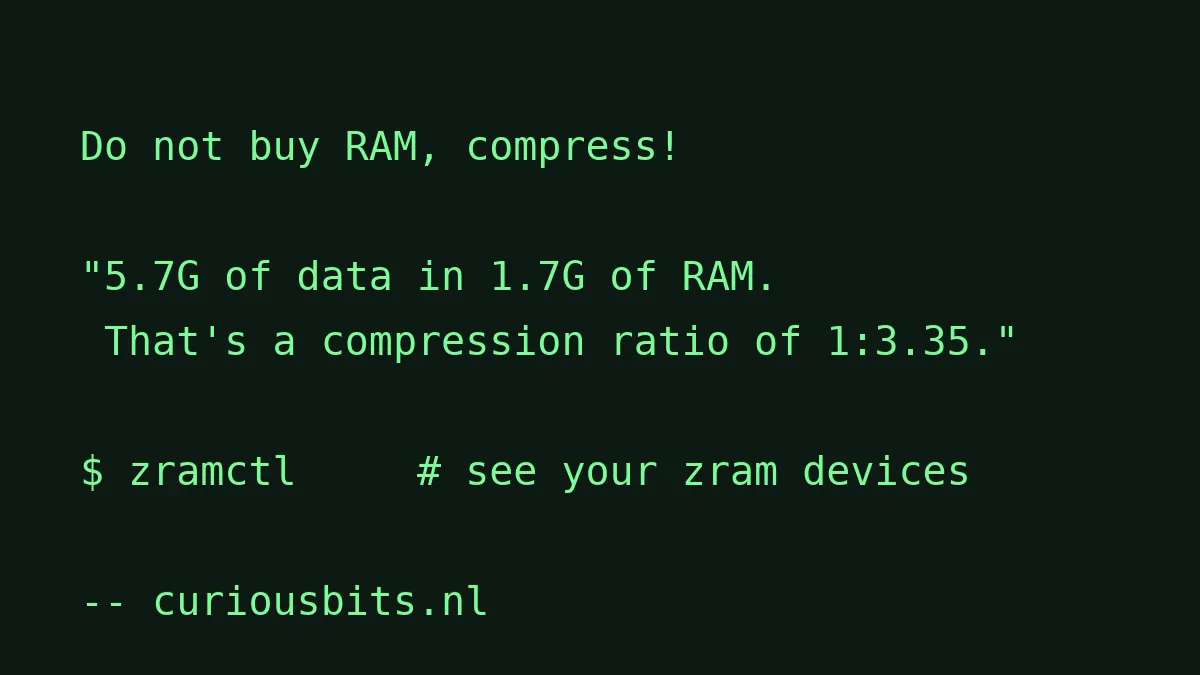 Do not buy RAM, compress!
"5.7G of data in 1.7G of RAM.
That's a compression ratio of 1:3.35."
$ zramctl     # see your zram devices
-- curiousbits.nl